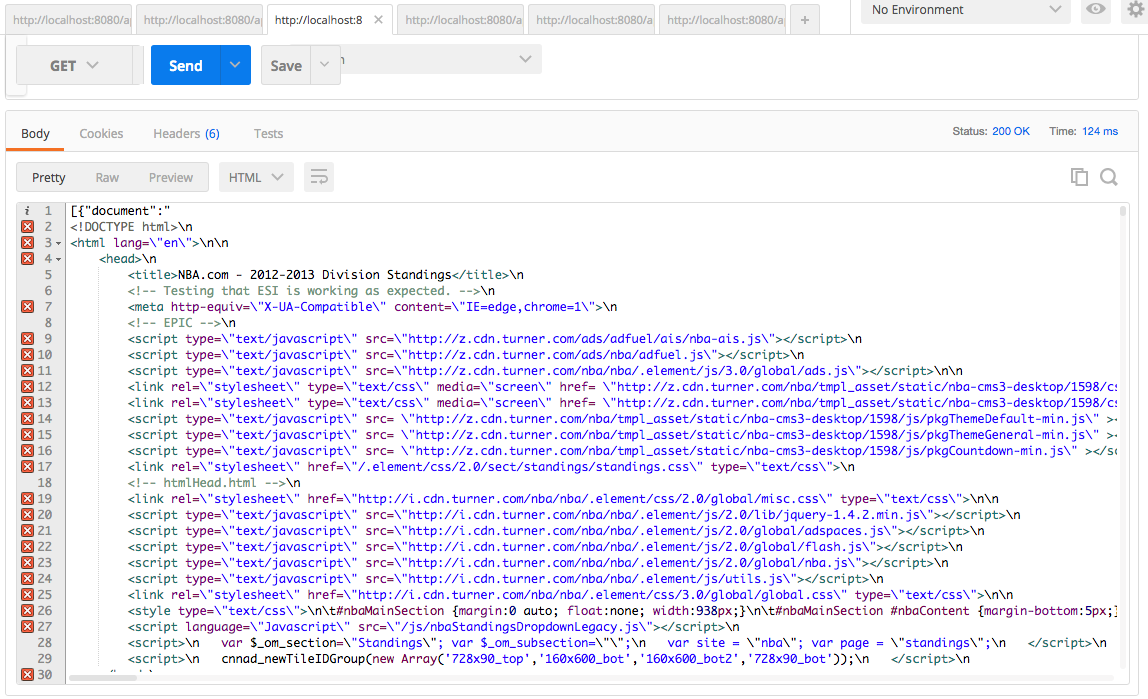 http://localhost:8080/a
http://localhost:8080/a
http://localhost:8
http://localhost:8080/a
http://localhost:8080/a
http://localhost:8080/a
No Environment
GET
Send
Save
Body
Cookies
Headers (6)
Tests
Status: 200 OK
Time: 124 ms
Pretty
Raw
Preview
HTML
i 1 [{"document":"
2 <!DOCTYPE html>\n
3 <html lang=\"en\">\n\n
4 <head>\n
5 <title>NBA.com - 2012-2013 Division Standings</title>\n
6 <!-- Testing that ESI is working as expected. -->\n
7 <meta http-equiv=\"X-UA-Compatible\" content=\"IE=edge,chrome=1\">\n
8 <!-- EPIC -->\n
9 <script type=\"text/javascript\" src=\"http://z.cdn.turner.com/ads/adfuel/ais/nba-ais.js\"></script>\n
10 <script type=\"text/javascript\" src=\"http://z.cdn.turner.com/ads/nba/adfuel.js\"></script>\n
11 <script type=\"text/javascript\" src=\"http://z.cdn.turner.com/nba/nba/.element/js/3.0/global/ads.js\"></script>\n\n
12 <link rel=\"stylesheet\" type=\"text/css\" media=\"screen\" href= \"http://z.cdn.turner.com/nba/tmpl_asset/static/nba-cms3-desktop/1598/cs
13 <link rel=\"stylesheet\" type=\"text/css\" media=\"screen\" href= \"http://z.cdn.turner.com/nba/tmpl_asset/static/nba-cms3-desktop/1598/cs
14 <script type=\"text/javascript\" src= \"http://z.cdn.turner.com/nba/tmpl_asset/static/nba-cms3-desktop/1598/js/pkgThemeDefault-min.js\" ><
15 <script type=\"text/javascript\" src= \"http://z.cdn.turner.com/nba/tmpl_asset/static/nba-cms3-desktop/1598/js/pkgThemeGeneral-min.js\" ><
16 <script type=\"text/javascript\" src= \"http://z.cdn.turner.com/nba/tmpl_asset/static/nba-cms3-desktop/1598/js/pkgCountdown-min.js\" ></sc
17 <link rel=\"stylesheet\" href=\"/.element/css/2.0/sect/standings/standings.css\" type=\"text/css\">\n
18 <!-- htmlHead.html -->\n
19 <link rel=\"stylesheet\" href=\"http://i.cdn.turner.com/nba/nba/.element/css/2.0/global/misc.css\" type=\"text/css\">\n\n
20 <script type=\"text/javascript\" src=\"http://i.cdn.turner.com/nba/nba/.element/js/2.0/lib/jquery-1.4.2.min.js\"></script>\n
21 <script type=\"text/javascript\" src=\"http://i.cdn.turner.com/nba/nba/.element/js/2.0/global/adspaces.js\"></script>\n
22 <script type=\"text/javascript\" src=\"http://i.cdn.turner.com/nba/nba/.element/js/2.0/global/flash.js\"></script>\n
23 <script type=\"text/javascript\" src=\"http://i.cdn.turner.com/nba/nba/.element/js/2.0/global/nba.js\"></script>\n
24 <script type=\"text/javascript\" src=\"http://i.cdn.turner.com/nba/nba/.element/js/utils.js\"></script>\n
25 <link rel=\"stylesheet\" href=\"http://i.cdn.turner.com/nba/nba/.element/css/3.0/global/global.css\" type=\"text/css\">\n\n
26 <style type=\"text/css\">\n\t#nbaMainSection {margin:0 auto; float:none; width:938px;}\n\t#nbaMainSection #nbaContent {margin-bottom:5px;}
27 <script language=\"Javascript\" src=\"/js/nbaStandingsDropdownLegacy.js\"></script>\n
28 <script>\n var $_om_section=\"Standings\"; var $_om_subsection=\"\";\n var site = \"nba\"; var page = \"standings\";\n </script>\n
29 <script>\n cnnad_newTileIDGroup(new Array('728x90_top','160x600_bot','160x600_bot2','728x90_bot'));\n </script>\n
30